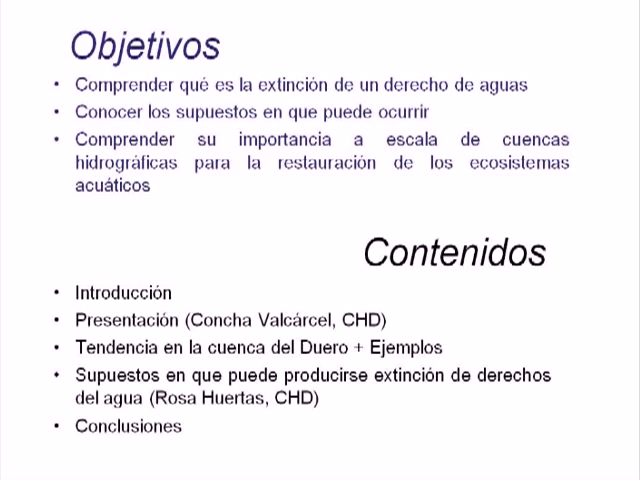 Objetivos
• Comprender qué es la extinción de un derecho de aguas
• Conocer los supuestos en que puede ocurrir
• Comprender su importancia a escala de cuencas
hidrográficas para la restauración de los ecosistemas
acuáticos
Contenidos
• Introducción
• Presentación (Concha Valcárcel, CHD)
• Tendencia en la cuenca del Duero + Ejemplos
• Supuestos en que puede producirse extinción de derechos
del agua (Rosa Huertas, CHD)
• Conclusiones